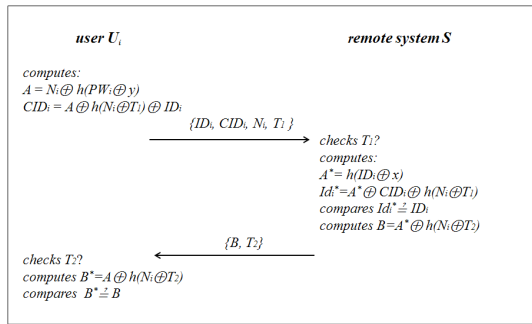 user Uᵢ
remote system S
computes:
A = Nᵢ⊕ h(PWᵢ⊕ y)
CIDᵢ = A⊕ h(Nᵢ⊕T₁)⊕ IDᵢ
{IDᵢ, CIDᵢ, Nᵢ, T₁ }
checks T₁?
computes:
A*= h(IDᵢ⊕ x)
Idᵢ*=A*⊕ CIDᵢ⊕ h(Nᵢ⊕T₁)
compares Idᵢ* ≟ IDᵢ
computes B=A*⊕ h(Nᵢ⊕T₂)
{B, T₂}
checks T₂?
computes B*=A⊕ h(Nᵢ⊕T₂)
compares B* ≟ B